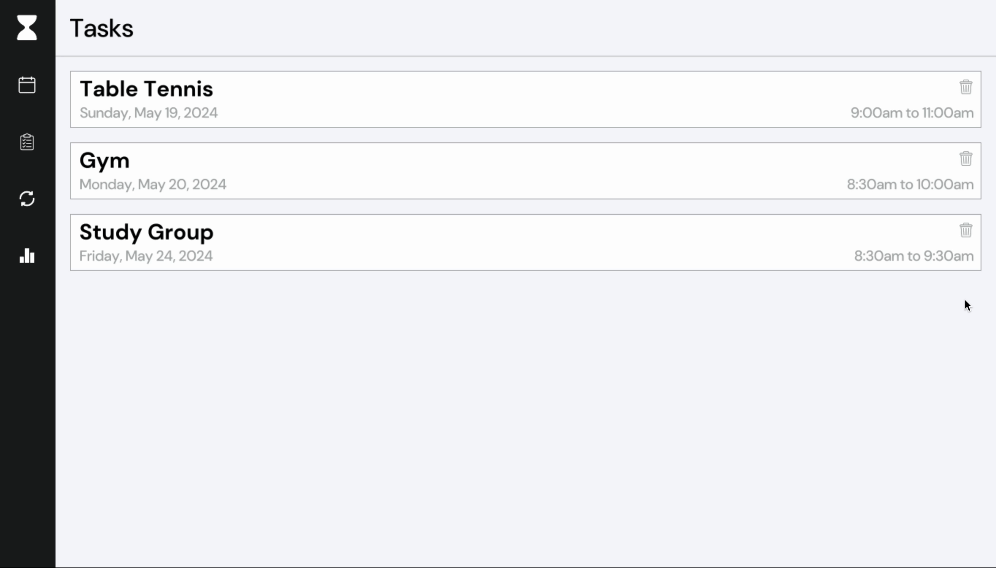 Tasks
Table Tennis
Sunday, May 19, 2024
9:00am to 11:00am
Gym
Monday, May 20, 2024
8:30am to 10:00am
Study Group
Friday, May 24, 2024
8:30am to 9:30am